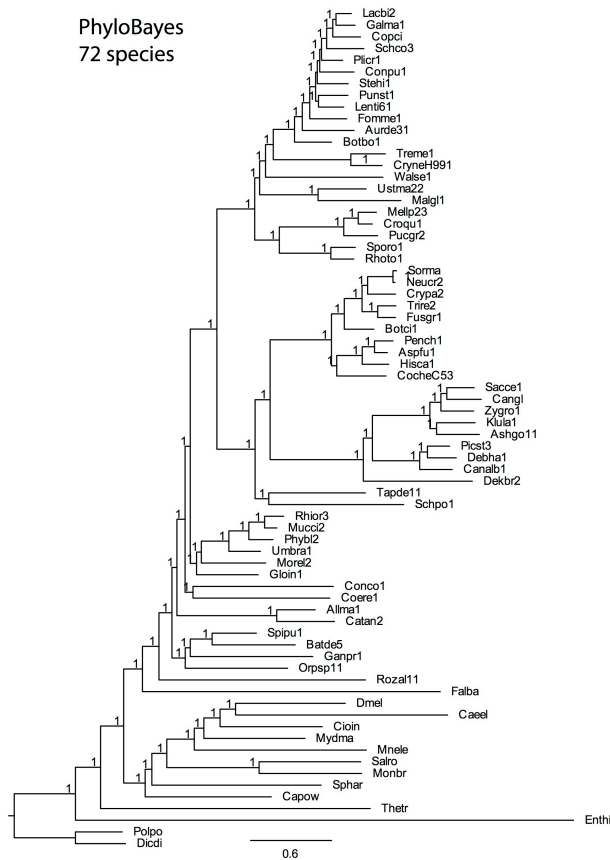 PhyloBayes
72 species
Lacbi2
Galma1
Copci
Schco3
Plicr1
Conpu1
Stehi1
Punst1
Lenti61
Fomme1
Aurde31
Botbo1
Treme1
CryneH991
Walse1
Ustma22
Malgl1
Mellp23
Croqu1
Pucgr2
Sporo1
Rhoto1
Sorma
Neucr2
Crypa2
Trire2
Fusgr1
Botci1
Pench1
Aspfu1
Hisca1
CocheC53
Sacce1
Cangl
Zygro1
Klula1
Ashgo11
Picst3
Debha1
Canalb1
Dekbr2
Tapde11
Schpo1
Rhior3
Mucci2
Phybl2
Umbra1
Morel2
Gloin1
Conco1
Coere1
Allma1
Catan2
Spipu1
Batde5
Ganpr1
Orpsp11
Rozal11
Falba
Dmel
Caeel
Cioin
Mydma
Mnele
Salro
Monbr
Sphar
Capow
Thetr
Enthi
Polpo
Dicdi
0.6